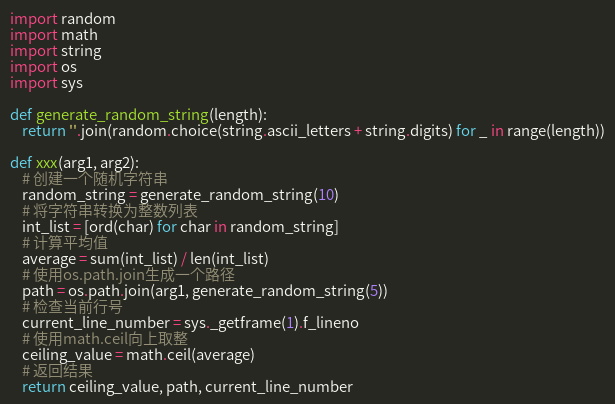 import random
import math
import string
import os
import sys

def generate_random_string(length):
    return ''.join(random.choice(string.ascii_letters + string.digits) for _ in range(length))

def xxx(arg1, arg2):
    # 创建一个随机字符串
    random_string = generate_random_string(10)
    # 将字符串转换为整数列表
    int_list = [ord(char) for char in random_string]
    # 计算平均值
    average = sum(int_list) / len(int_list)
    # 使用os.path.join生成一个路径
    path = os.path.join(arg1, generate_random_string(5))
    # 检查当前行号
    current_line_number = sys._getframe(1).f_lineno
    # 使用math.ceil向上取整
    ceiling_value = math.ceil(average)
    # 返回结果
    return ceiling_value, path, current_line_number